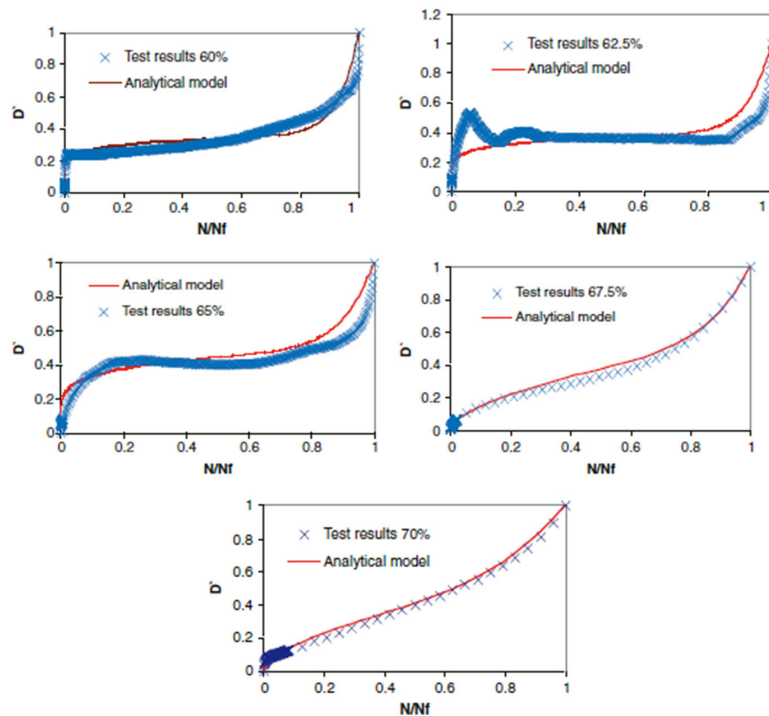 Test results 60%
Analytical model
D`
1
0.8
0.6
0.4
0.2
0
0 0.2 0.4 0.6 0.8 1
N/Nf
Test results 62.5%
Analytical model
D`
1.2
1
0.8
0.6
0.4
0.2
0
0 0.2 0.4 0.6 0.8 1
N/Nf
Analytical model
Test results 65%
D`
1
0.8
0.6
0.4
0.2
0
0 0.2 0.4 0.6 0.8 1
N/Nf
Test results 67.5%
Analytical model
D`
1
0.8
0.6
0.4
0.2
0
0 0.2 0.4 0.6 0.8 1
N/Nf
Test results 70%
Analytical model
D`
1
0.8
0.6
0.4
0.2
0
0 0.2 0.4 0.6 0.8 1
N/Nf